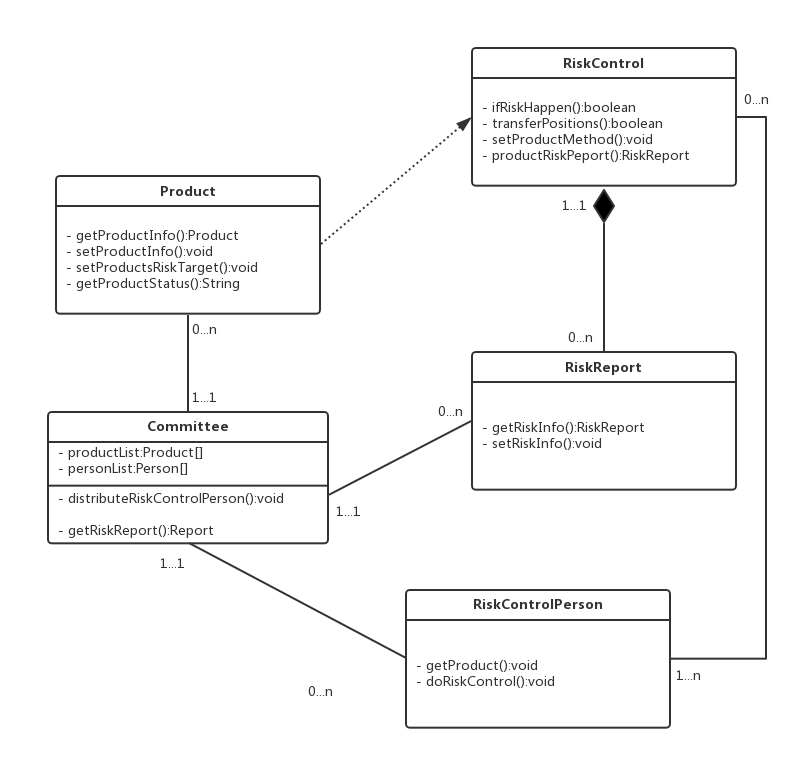 RiskControl
- ifRiskHappen():boolean
- transferPositions():boolean
- setProductMethod():void
- productRiskPeport():RiskReport
0...n
1...1
Product
- getProductInfo():Product
- setProductInfo():void
- setProductsRiskTarget():void
- getProductStatus():String
0...n
1...1
0...n
RiskReport
- getRiskInfo():RiskReport
- setRiskInfo():void
Committee
- productList:Product[]
- personList:Person[]
- distributeRiskControlPerson():void
- getRiskReport():Report
0...n
1...1
1...1
0...n
RiskControlPerson
- getProduct():void
- doRiskControl():void
1...n